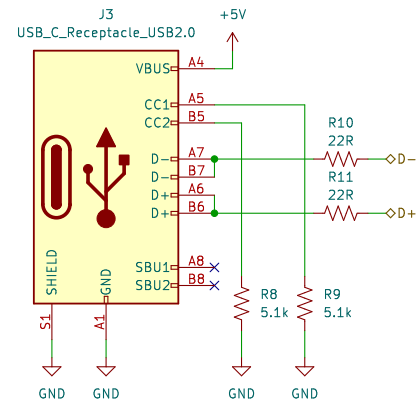 J3
USB_C_Receptacle_USB2.0
+5V
VBUS A4
CC1 A5
CC2 B5
D- A7
D- B7
D+ A6
D+ B6
SBU1 A8
SBU2 B8
SHIELD
GND
S1
A1
R10
22R
D-
R11
22R
D+
R8
5.1k
R9
5.1k
GND
GND
GND
GND